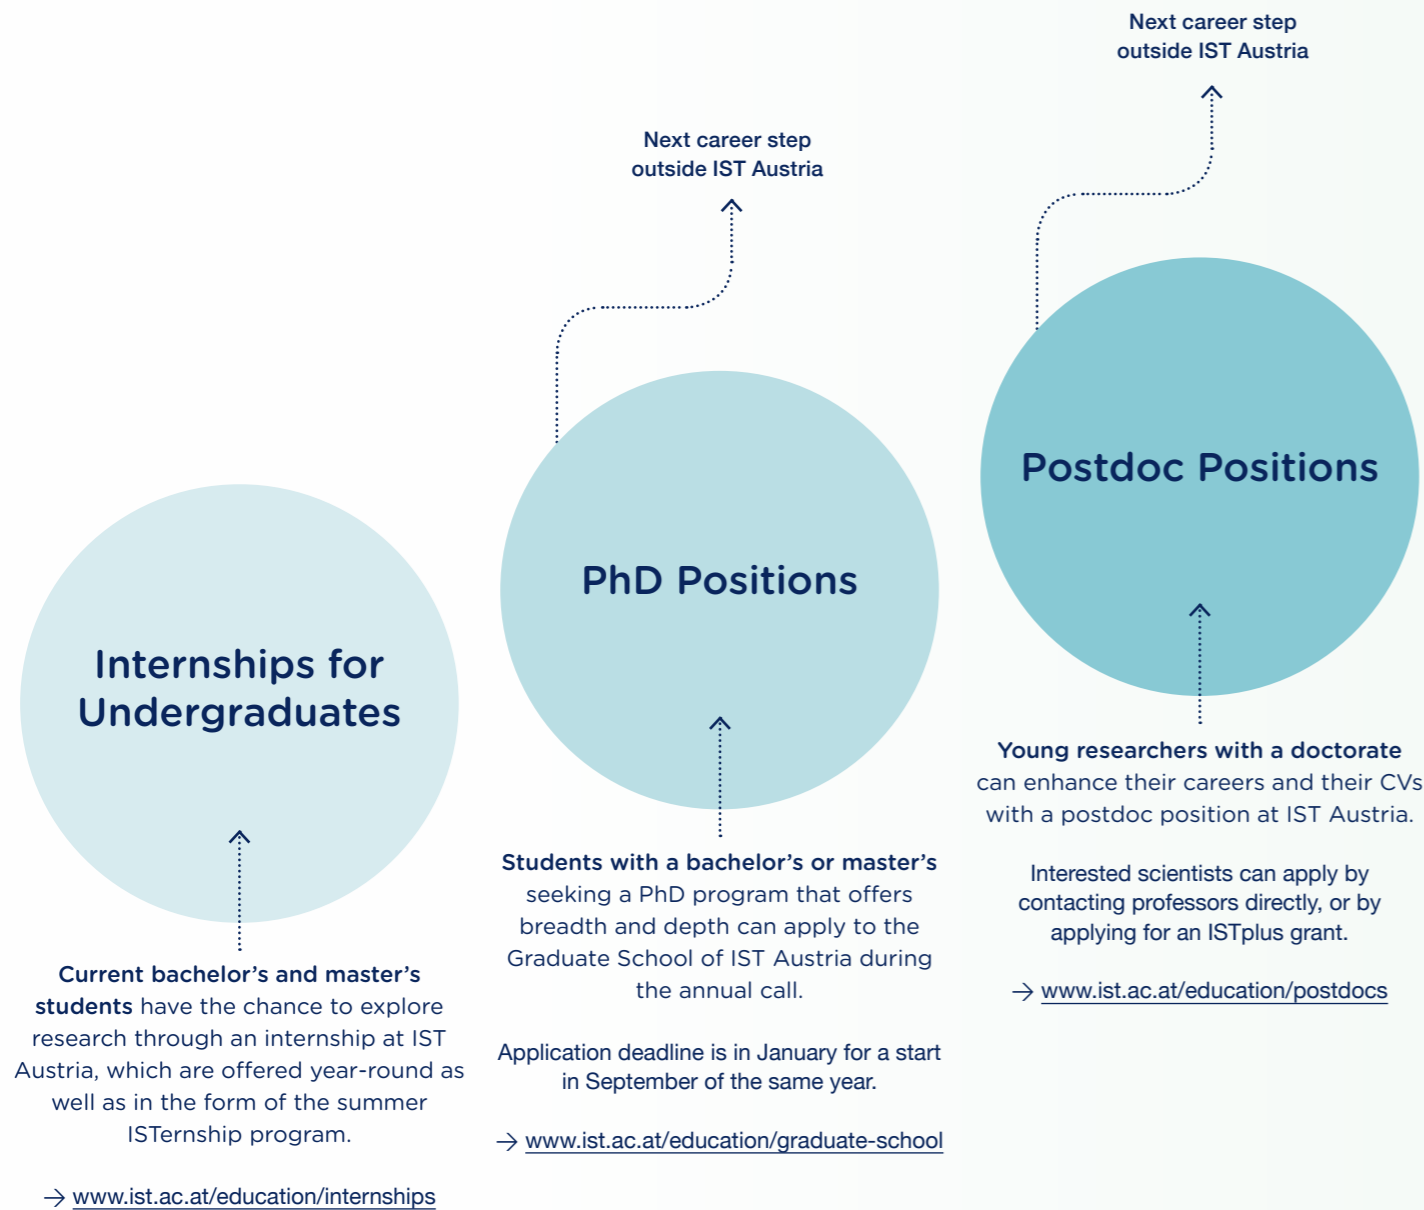 Next career step
outside IST Austria
Next career step
outside IST Austria
Internships for
Undergraduates
Current bachelor's and master's
students have the chance to explore
research through an internship at IST
Austria, which are offered year-round as
well as in the form of the summer
ISTernship program.
→ www.ist.ac.at/education/internships
PhD Positions
Students with a bachelor's or master's
seeking a PhD program that offers
breadth and depth can apply to the
Graduate School of IST Austria during
the annual call.
Application deadline is in January for a start
in September of the same year.
→ www.ist.ac.at/education/graduate-school
Postdoc Positions
Young researchers with a doctorate
can enhance their careers and their CVs
with a postdoc position at IST Austria.
Interested scientists can apply by
contacting professors directly, or by
applying for an ISTplus grant.
→ www.ist.ac.at/education/postdocs